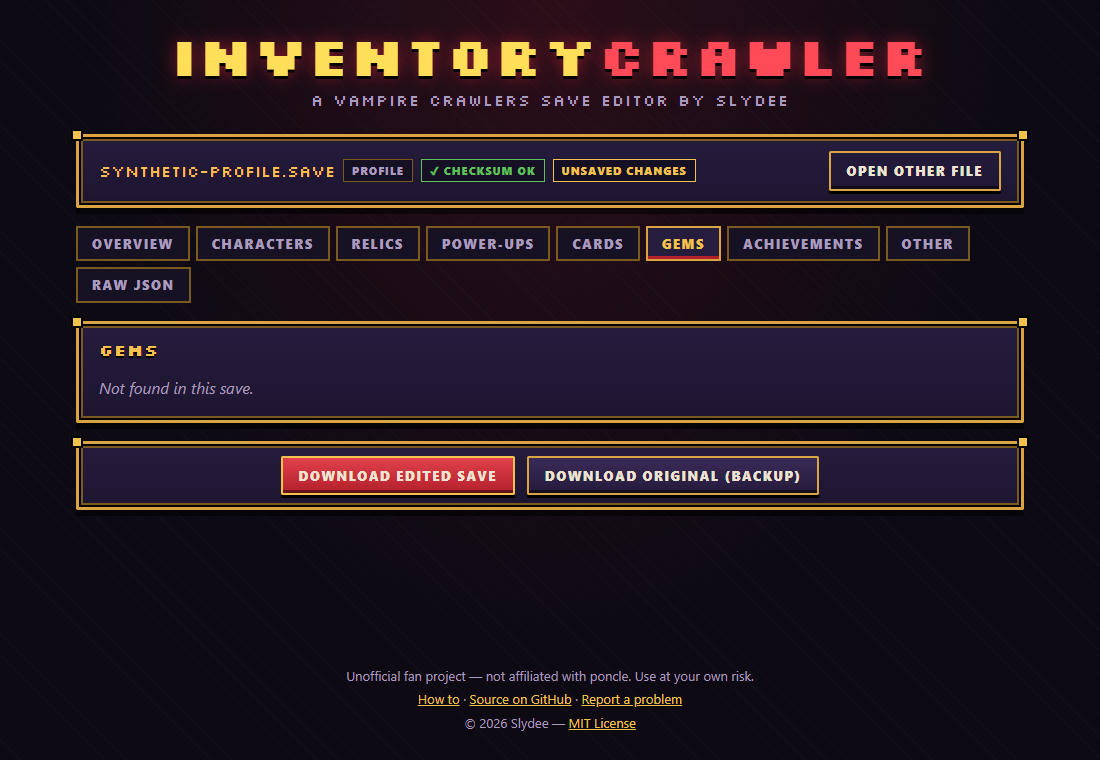 INVENTORYCRAWLER
A VAMPIRE CRAWLERS SAVE EDITOR BY SLYDEE
SYNTHETIC-PROFILE.SAVE PROFILE ✓ CHECKSUM OK UNSAVED CHANGES OPEN OTHER FILE
OVERVIEW CHARACTERS RELICS POWER-UPS CARDS GEMS ACHIEVEMENTS OTHER
RAW JSON
GEMS
Not found in this save.
DOWNLOAD EDITED SAVE DOWNLOAD ORIGINAL (BACKUP)
Unofficial fan project — not affiliated with poncle. Use at your own risk.
How to · Source on GitHub · Report a problem
© 2026 Slydee — MIT License